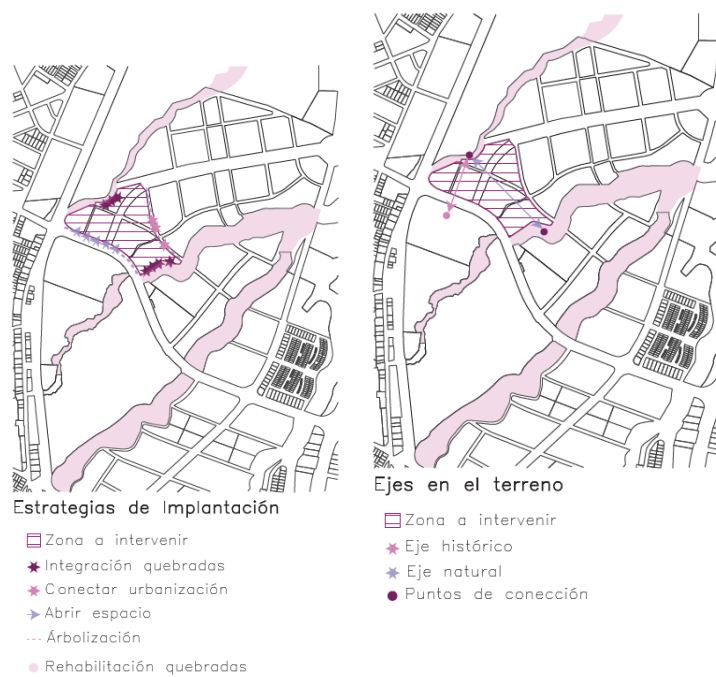 Estrategias de Implantación
Zona a intervenir
Integración quebradas
Conectar urbanización
Abrir espacio
Árbolización
Rehabilitación quebradas
Ejes en el terreno
Zona a intervenir
Eje histórico
Eje natural
Puntos de conección